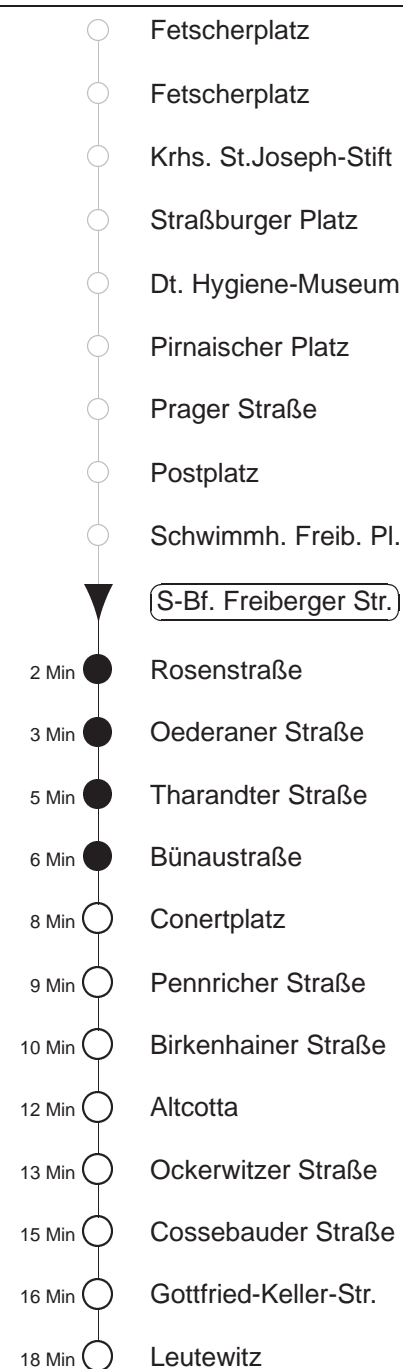 Fetscherplatz
Fetscherplatz
Krhs. St.Joseph-Stift
Straßburger Platz
Dt. Hygiene-Museum
Pirnaischer Platz
Prager Straße
Postplatz
Schwimmh. Freib. Pl.
S-Bf. Freiberger Str.
2 Min Rosenstraße
3 Min Oederaner Straße
5 Min Tharandter Straße
6 Min Bünaustraße
8 Min Conertplatz
9 Min Pennricher Straße
10 Min Birkenhainer Straße
12 Min Altcotta
13 Min Ockerwitzer Straße
15 Min Cossebauder Straße
16 Min Gottfried-Keller-Str.
18 Min Leutewitz